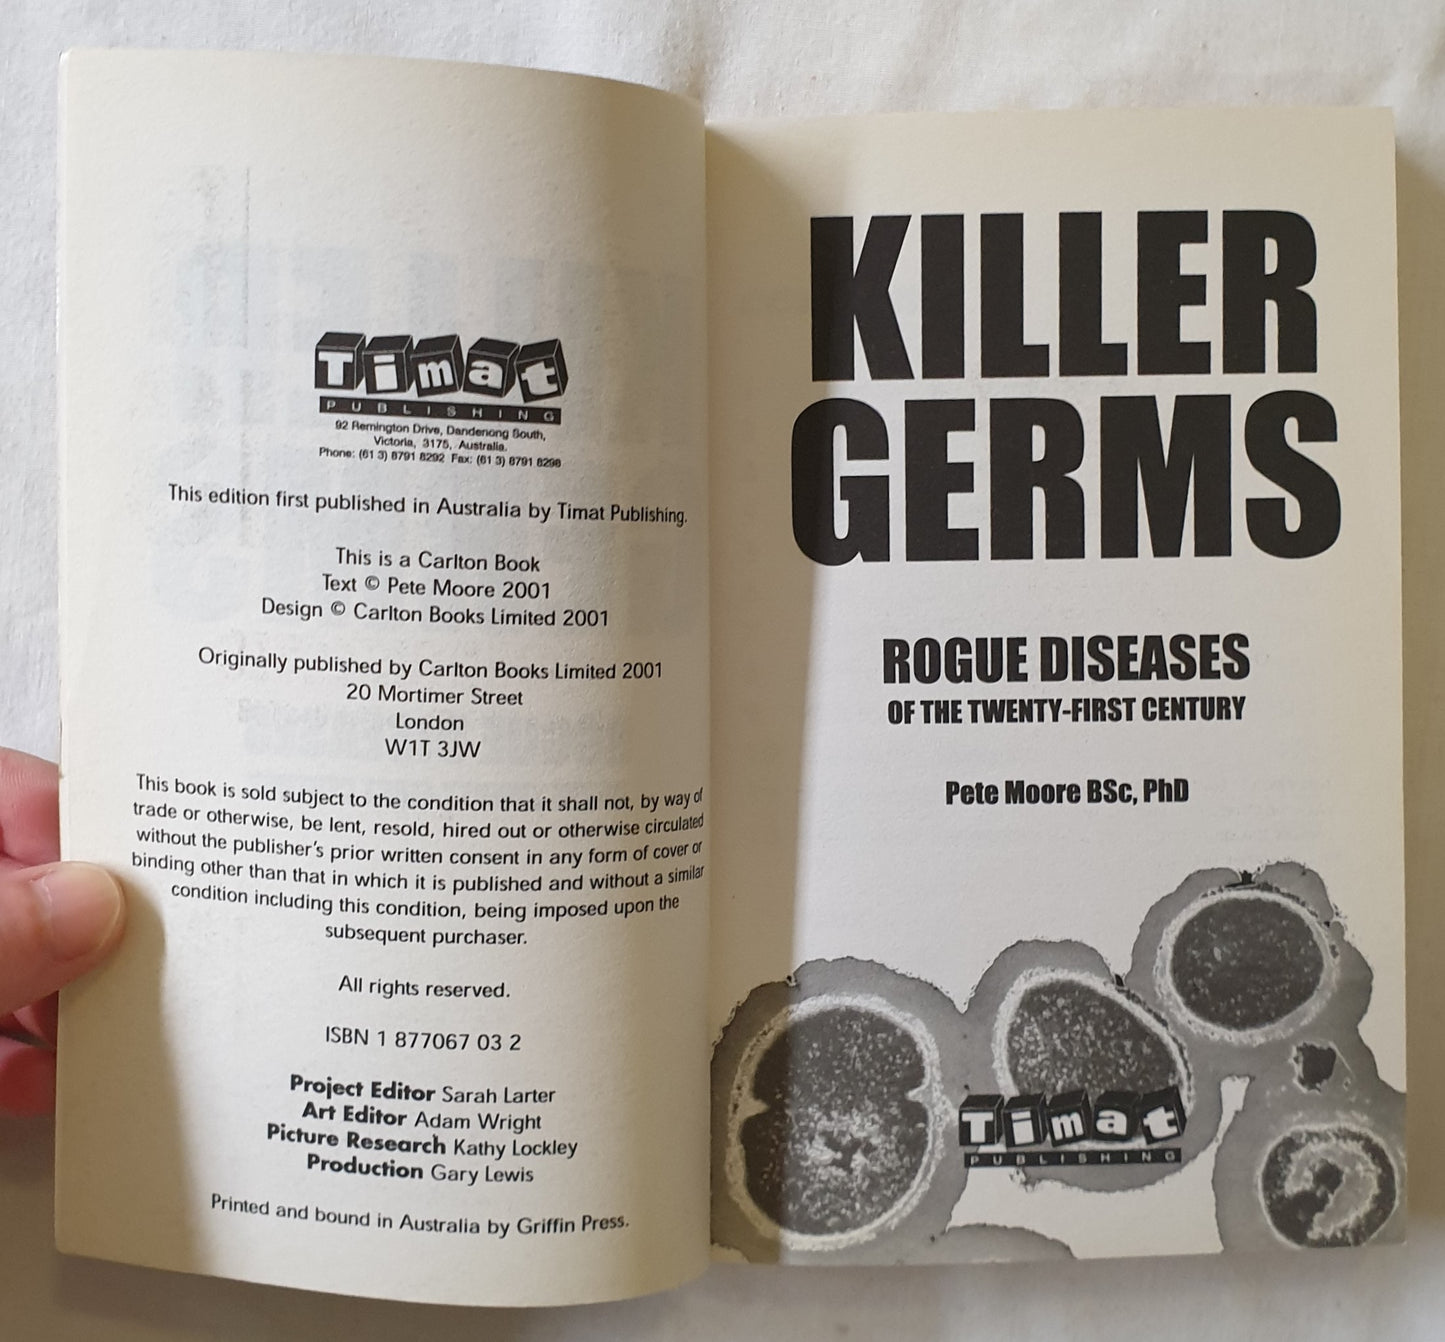 Timat
PUBLISHING
92 Remington Drive, Dandenong South,
Victoria, 3175, Australia.
Phone: (61 3) 8791 8292 Fax: (61 3) 8791 8296
This edition first published in Australia by Timat Publishing.
This is a Carlton Book
Text © Pete Moore 2001
Design © Carlton Books Limited 2001
Originally published by Carlton Books Limited 2001
20 Mortimer Street
London
W1T 3JW
This book is sold subject to the condition that it shall not, by way of
trade or otherwise, be lent, resold, hired out or otherwise circulated
without the publisher's prior written consent in any form of cover or
binding other than that in which it is published and without a similar
condition including this condition, being imposed upon the
subsequent purchaser.
All rights reserved.
ISBN 1 877067 03 2
Project Editor Sarah Larter
Art Editor Adam Wright
Picture Research Kathy Lockley
Production Gary Lewis
Printed and bound in Australia by Griffin Press.
KILLER
GERMS
ROGUE DISEASES
OF THE TWENTY-FIRST CENTURY
Pete Moore BSc, PhD
Timat
PUBLISHING